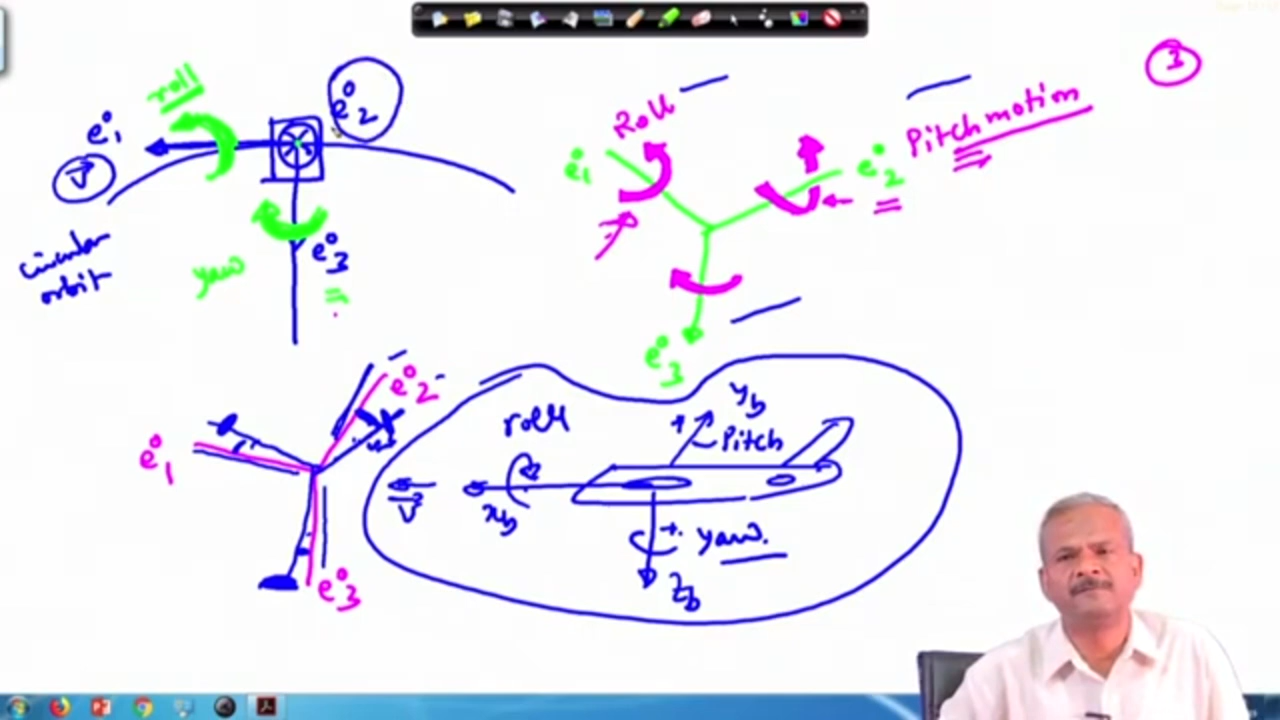 3
roll
e°1
e°2
v
circular
orbit
yaw
e°3
Roll
e°1
e°2
Pitch motion
e°3
e°1
e°2
e°3
roll
v
xb
yb
Pitch
yaw.
zb